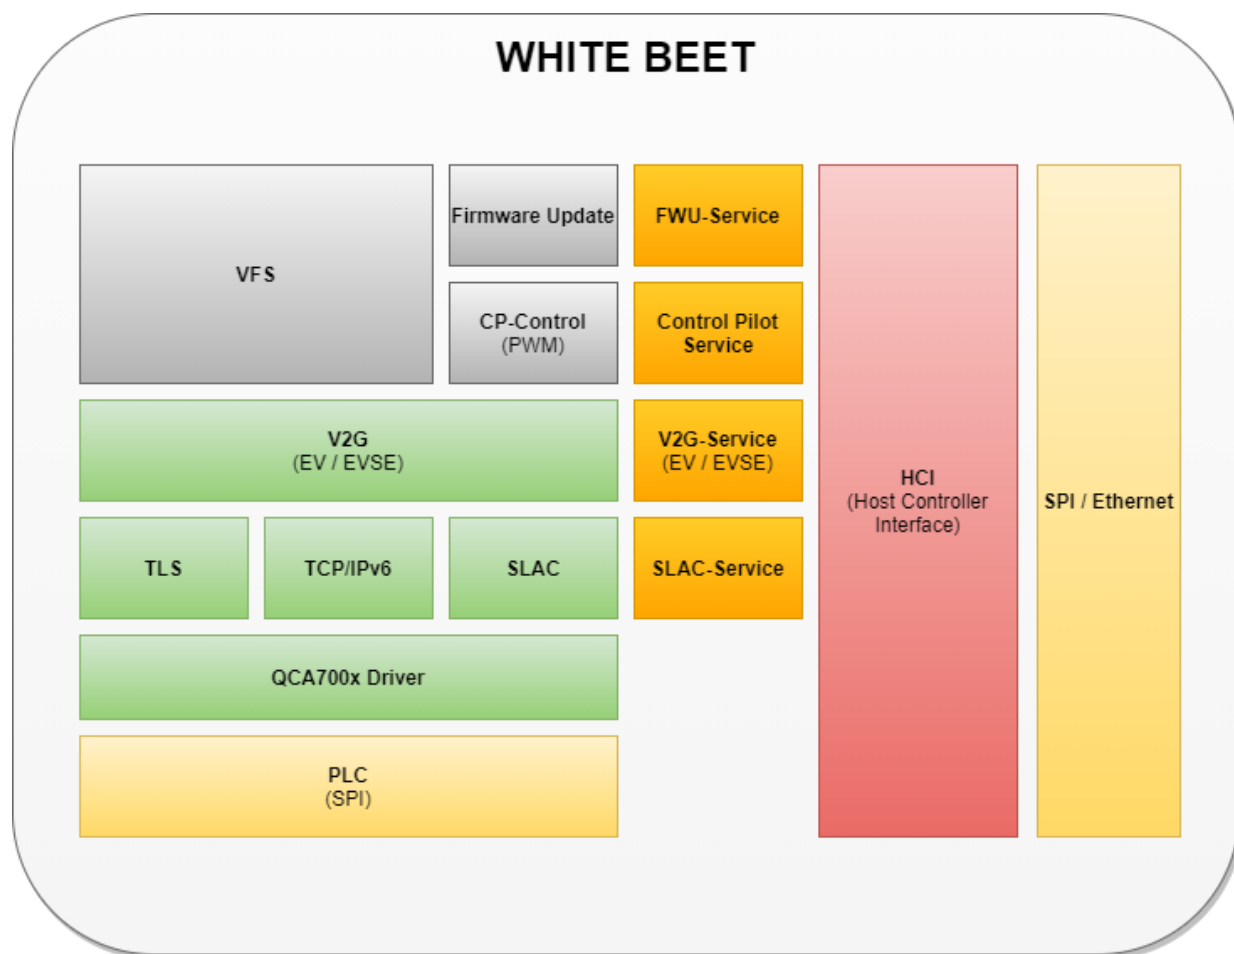 WHITE BEET
VFS
Firmware Update
FWU-Service
CP-Control
(PWM)
Control Pilot
Service
V2G
(EV / EVSE)
V2G-Service
(EV / EVSE)
HCI
(Host Controller
Interface)
SPI / Ethernet
TLS
TCP/IPv6
SLAC
SLAC-Service
QCA700x Driver
PLC
(SPI)